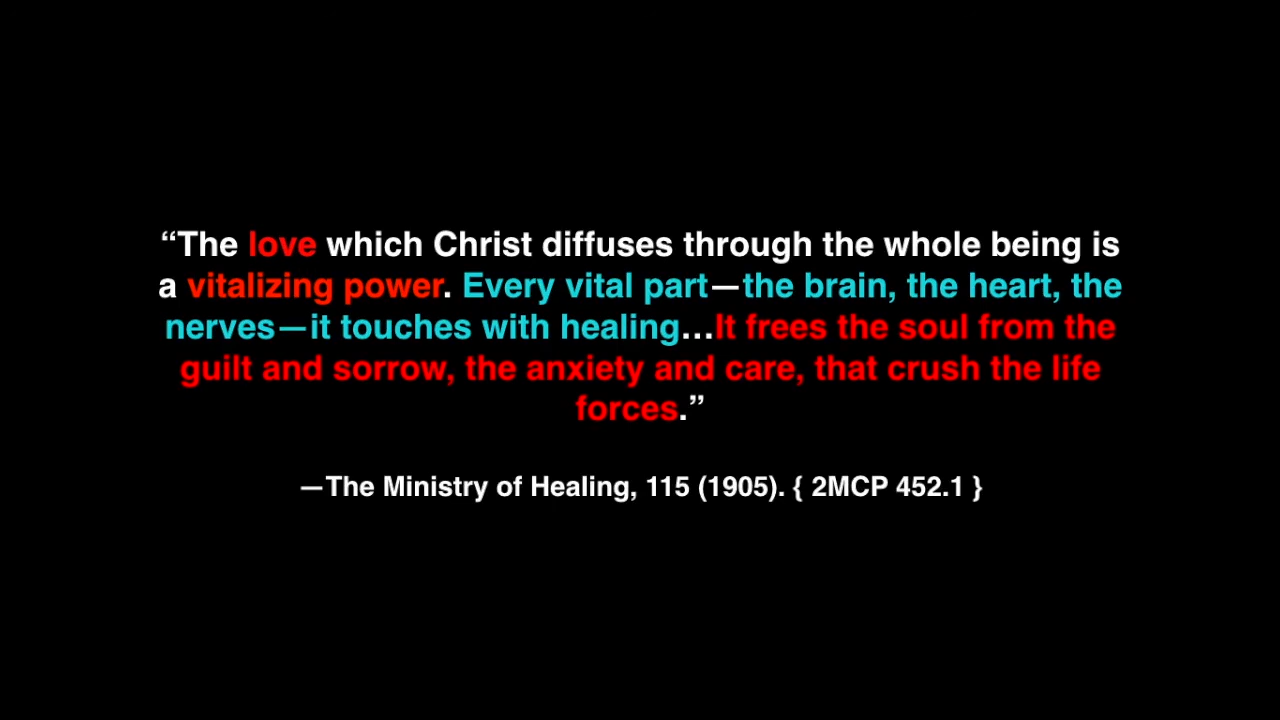 “The love which Christ diffuses through the whole being is
a vitalizing power. Every vital part—the brain, the heart, the
nerves—it touches with healing…It frees the soul from the
guilt and sorrow, the anxiety and care, that crush the life
forces.”
—The Ministry of Healing, 115 (1905). { 2MCP 452.1 }